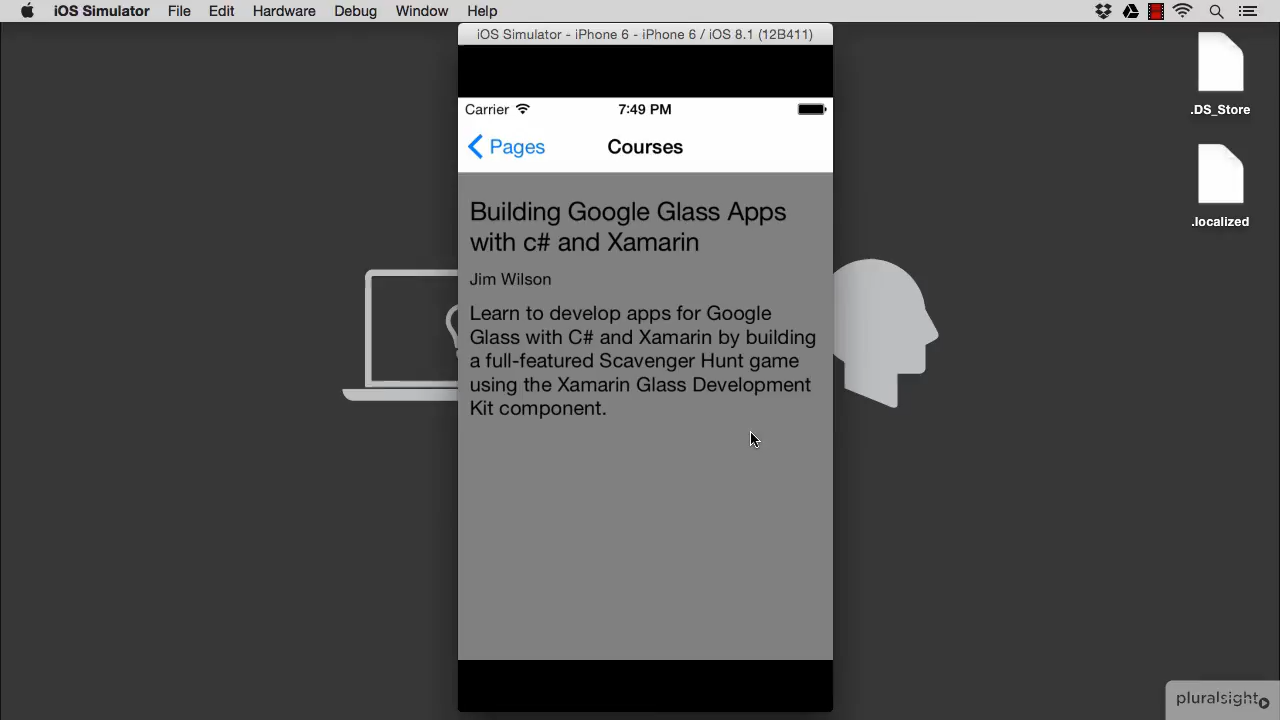 iOS Simulator File Edit Hardware Debug Window Help
iOS Simulator - iPhone 6 - iPhone 6 / iOS 8.1 (12B411)
Carrier 7:49 PM
Pages Courses
Building Google Glass Apps
with c# and Xamarin
Jim Wilson
Learn to develop apps for Google
Glass with C# and Xamarin by building
a full-featured Scavenger Hunt game
using the Xamarin Glass Development
Kit component.
.DS_Store
.localized
pluralsight